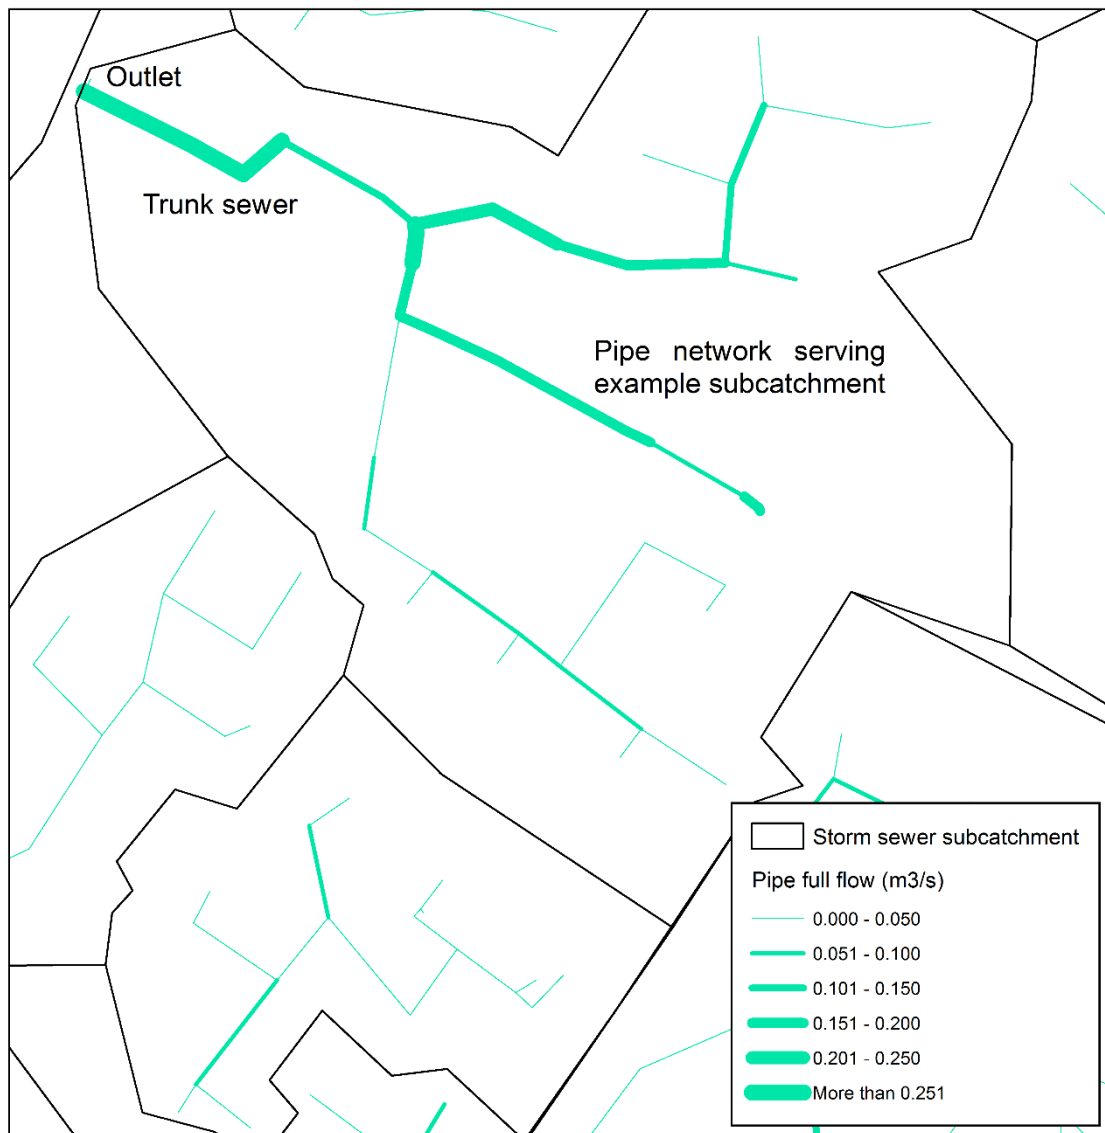 Outlet
Trunk sewer
Pipe network serving
example subcatchment
Storm sewer subcatchment
Pipe full flow (m3/s)
0.000 - 0.050
0.051 - 0.100
0.101 - 0.150
0.151 - 0.200
0.201 - 0.250
More than 0.251